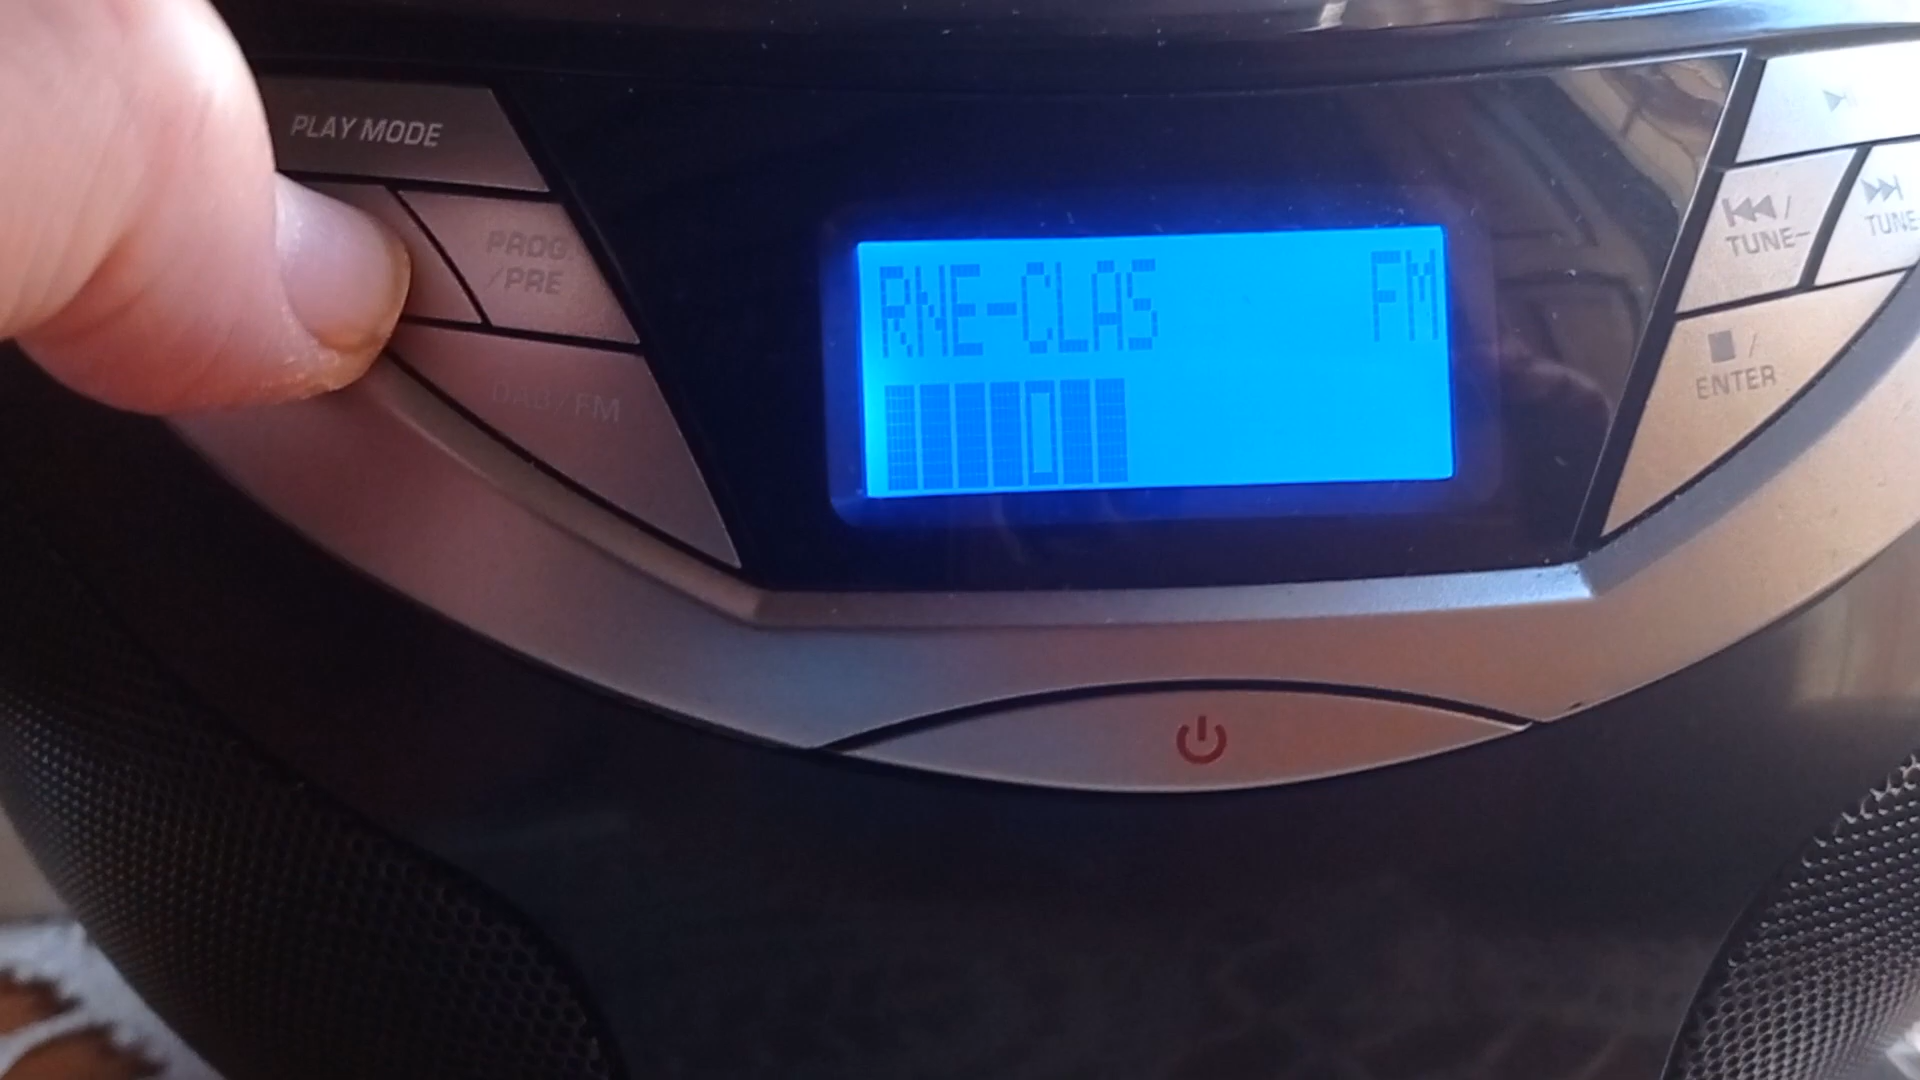 PLAY MODE
PROG
/PRE
DAB/FM
RNE-CLAS FM
/
TUNE-
TUNE
/
ENTER